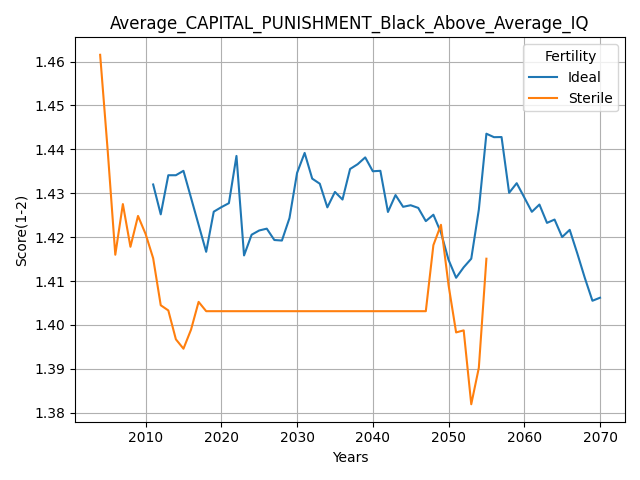 Average_CAPITAL_PUNISHMENT_Black_Above_Average_IQ
Fertility
Ideal
Sterile
Score(1-2)
1.46
1.45
1.44
1.43
1.42
1.41
1.40
1.39
1.38
2010 2020 2030 2040 2050 2060 2070
Years